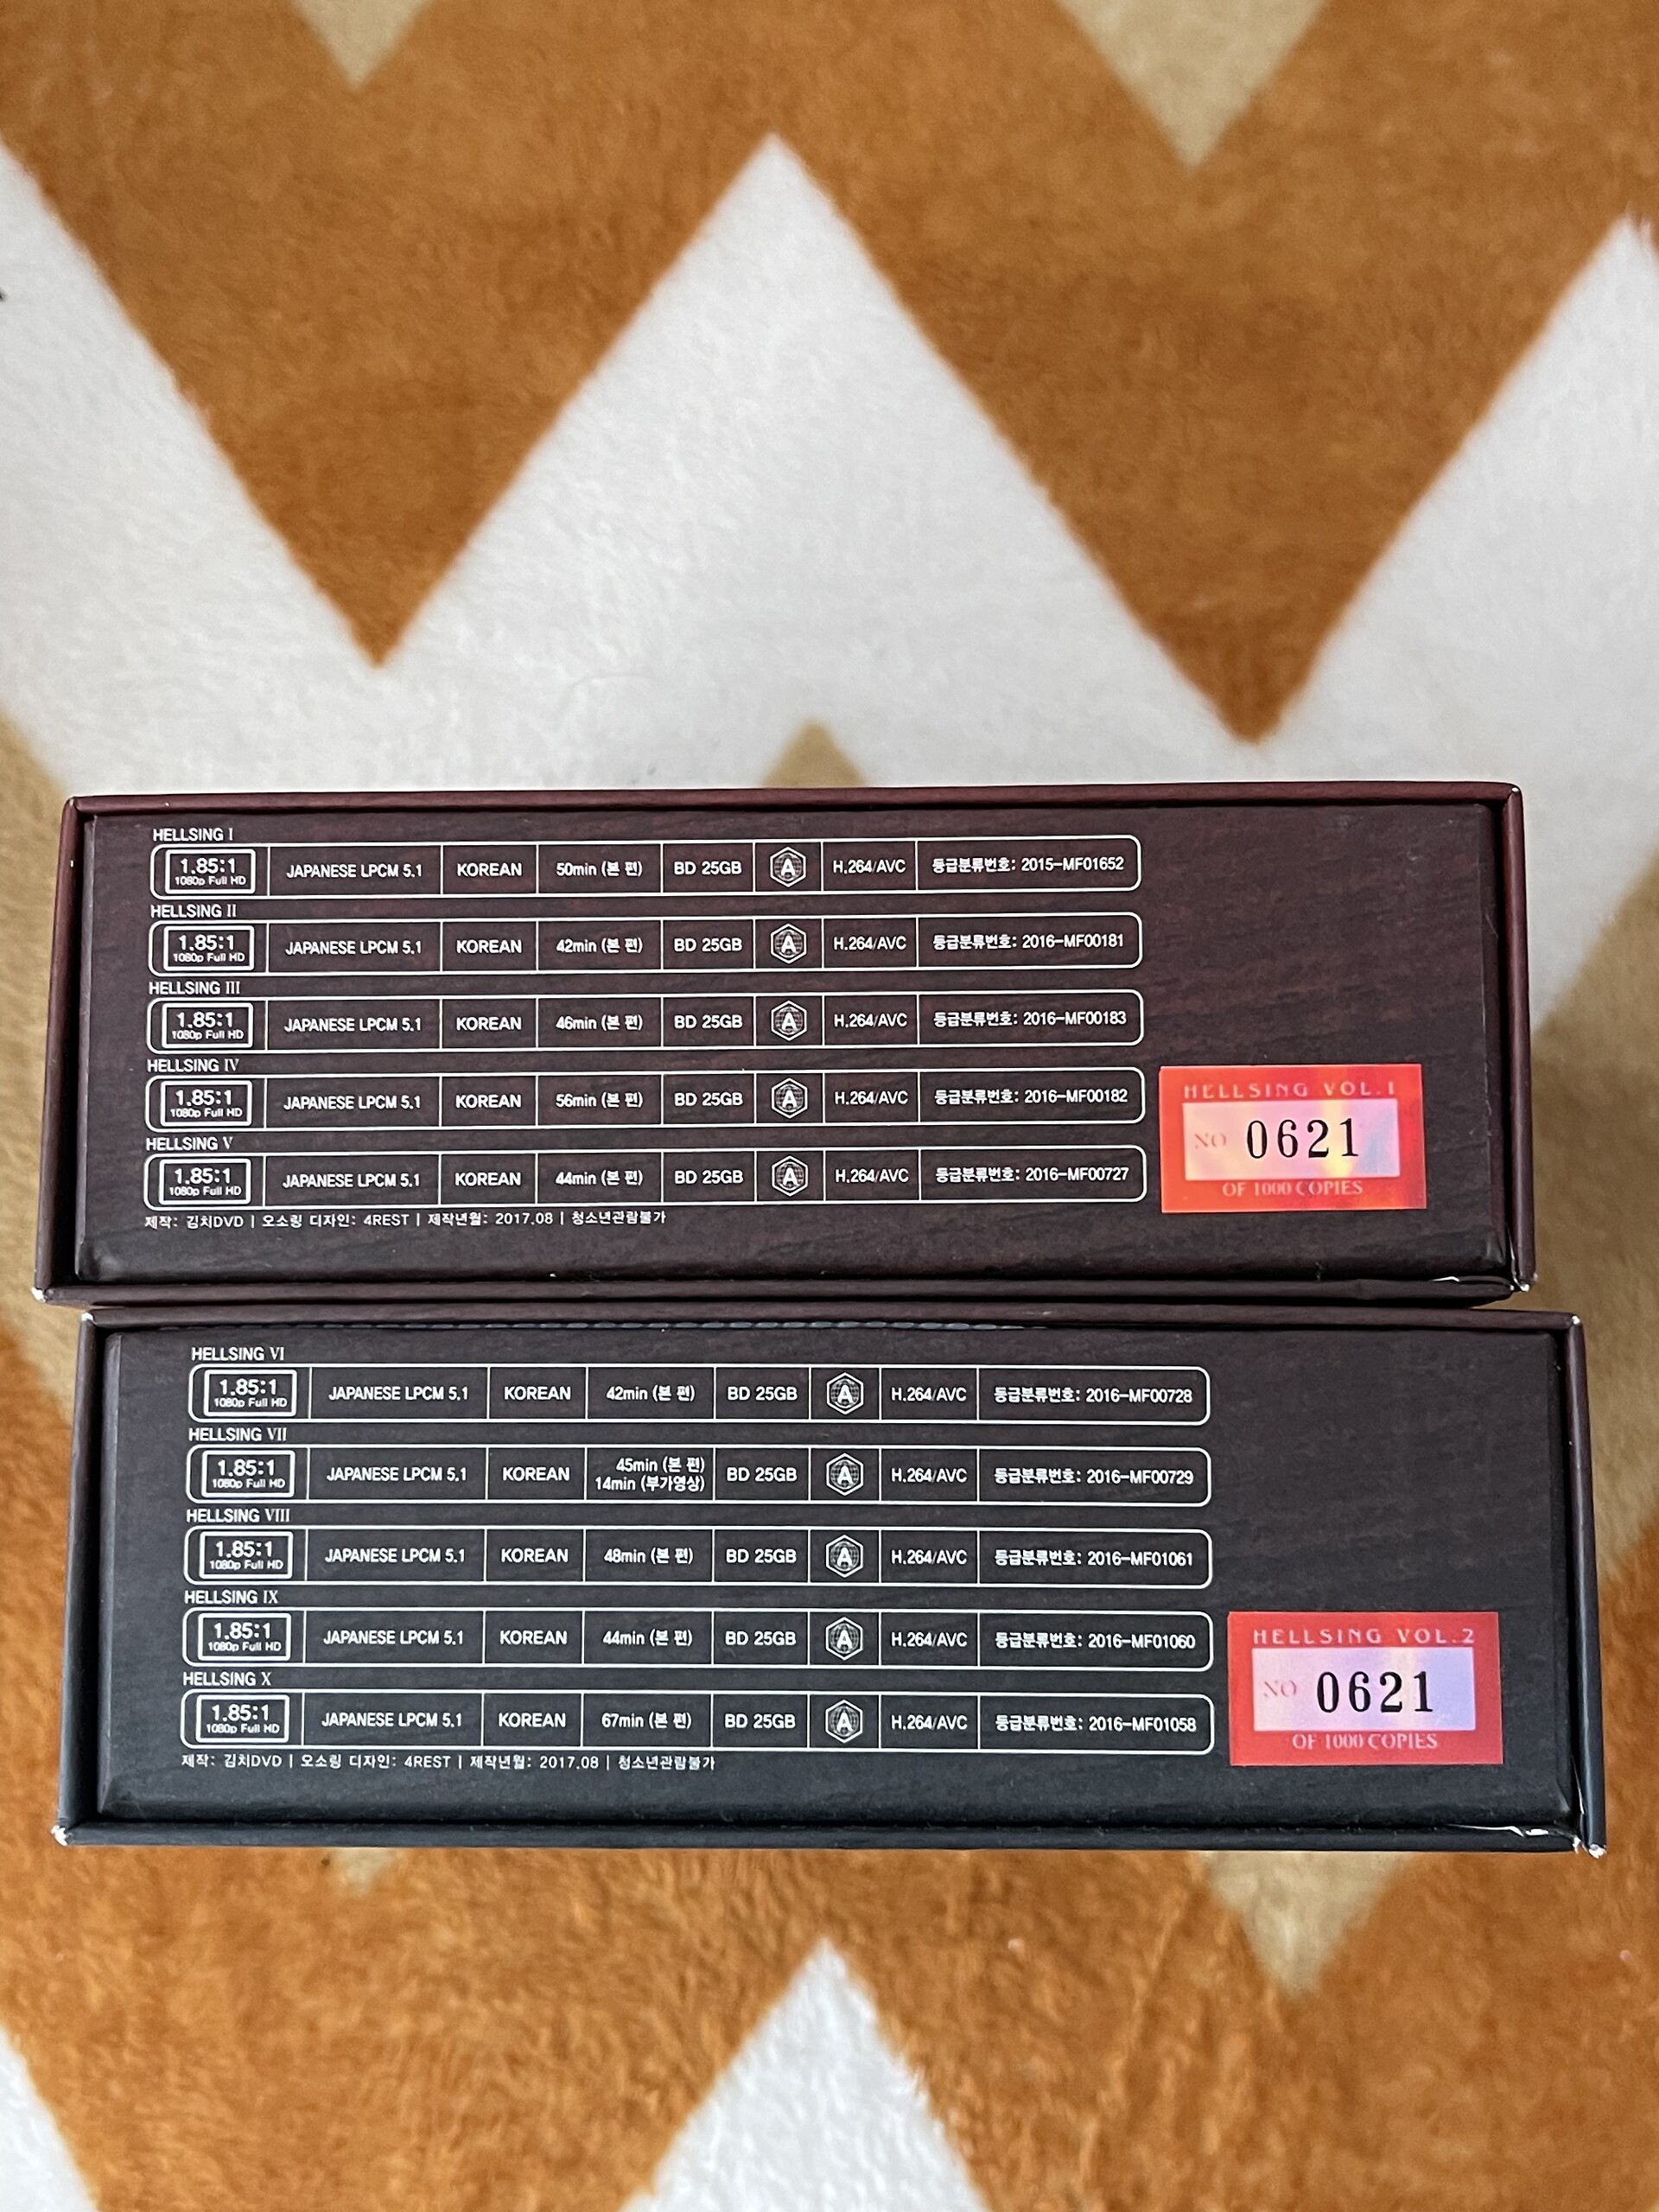 HELLSING I
1.85:1 1080p Full HD JAPANESE LPCM 5.1 KOREAN 50min (본 편) BD 25GB A H.264/AVC 등급분류번호: 2015-MF01652
HELLSING II
1.85:1 1080p Full HD JAPANESE LPCM 5.1 KOREAN 42min (본 편) BD 25GB A H.264/AVC 등급분류번호: 2016-MF00181
HELLSING III
1.85:1 1080p Full HD JAPANESE LPCM 5.1 KOREAN 46min (본 편) BD 25GB A H.264/AVC 등급분류번호: 2016-MF00183
HELLSING IV
1.85:1 1080p Full HD JAPANESE LPCM 5.1 KOREAN 56min (본 편) BD 25GB A H.264/AVC 등급분류번호: 2016-MF00182
HELLSING V
1.85:1 1080p Full HD JAPANESE LPCM 5.1 KOREAN 44min (본 편) BD 25GB A H.264/AVC 등급분류번호: 2016-MF00727
제작: 김치DVD | 오소링 디자인: 4REST | 제작년월: 2017.08 | 청소년관람불가
HELLSING VOL.1
NO 0621
OF 1000 COPIES
HELLSING VI
1.85:1 1080p Full HD JAPANESE LPCM 5.1 KOREAN 42min (본 편) BD 25GB A H.264/AVC 등급분류번호: 2016-MF00728
HELLSING VII
1.85:1 1080p Full HD JAPANESE LPCM 5.1 KOREAN 45min (본 편) 14min (부가영상) BD 25GB A H.264/AVC 등급분류번호: 2016-MF00729
HELLSING VIII
1.85:1 1080p Full HD JAPANESE LPCM 5.1 KOREAN 48min (본 편) BD 25GB A H.264/AVC 등급분류번호: 2016-MF01061
HELLSING IX
1.85:1 1080p Full HD JAPANESE LPCM 5.1 KOREAN 44min (본 편) BD 25GB A H.264/AVC 등급분류번호: 2016-MF01060
HELLSING X
1.85:1 1080p Full HD JAPANESE LPCM 5.1 KOREAN 67min (본 편) BD 25GB A H.264/AVC 등급분류번호: 2016-MF01058
제작: 김치DVD | 오소링 디자인: 4REST | 제작년월: 2017.08 | 청소년관람불가
HELLSING VOL.2
NO 0621
OF 1000 COPIES